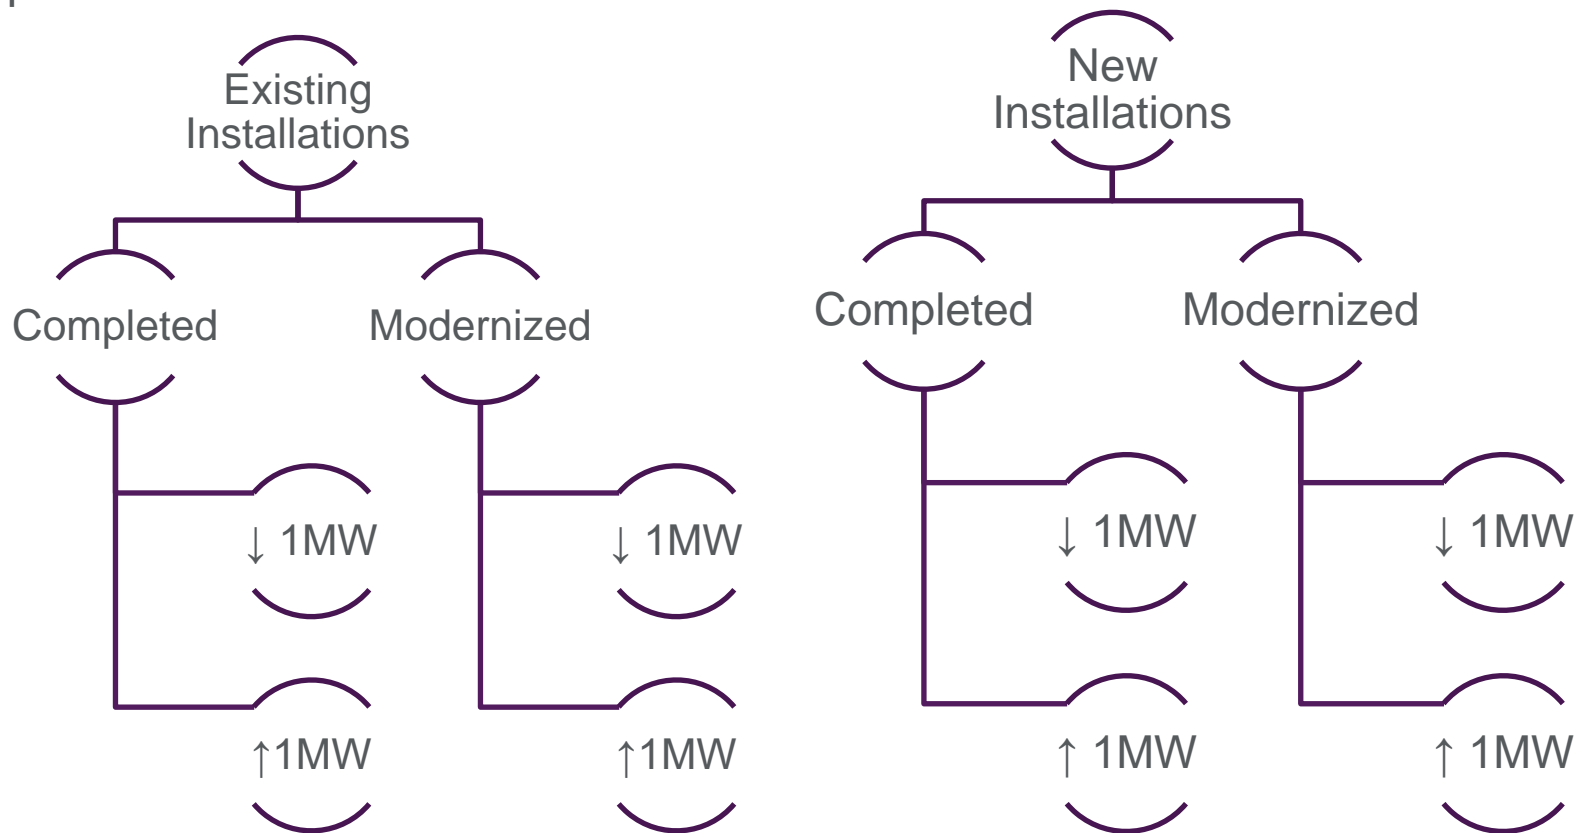 Existing
Installations
Completed
Modernized
↓ 1MW
↓ 1MW
↑1MW
↑1MW
New
Installations
Completed
Modernized
↓ 1MW
↓ 1MW
↑ 1MW
↑ 1MW